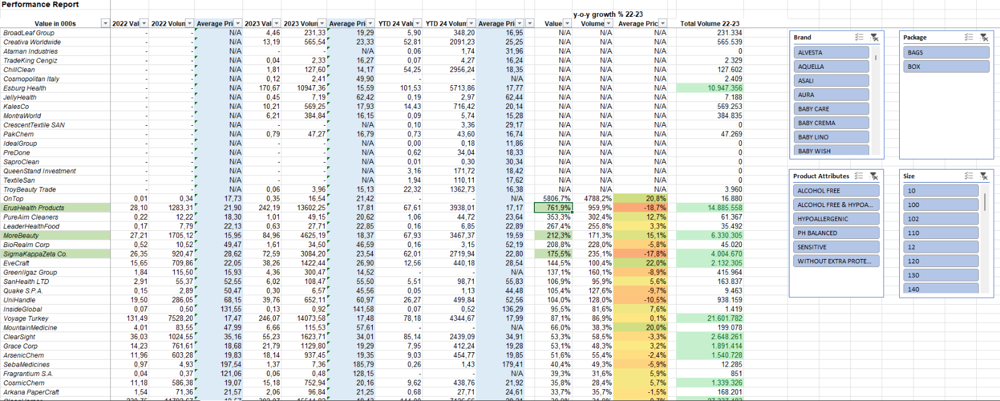 Performance Report
y-o-y growth % 22-23
Value in 000s 2022 Val 2022 Volun Average Pri 2023 Val 2023 Volun Average Pri YTD 24 Val YTD 24 Volum Average Pri Value Volume Average Pric Total Volume 22-23
BroadLeaf Group - - N/A 4,46 231,33 19,29 5,90 348,20 16,95 N/A N/A N/A 231.334
Creativa Worldwide - - N/A 13,19 565,54 23,33 52,81 2091,23 25,25 N/A N/A N/A 565.539
Ataman Industries - - N/A - - N/A 0,06 1,74 31,96 N/A N/A N/A 0
TradeKing Cengiz - - N/A 0,04 2,33 16,27 0,07 4,27 16,24 N/A N/A N/A 2.329
ChillClean - - N/A 1,81 127,60 14,17 54,25 2956,24 18,35 N/A N/A N/A 127.602
Cosmopolitan Italy - - N/A 0,12 2,41 49,90 - - N/A N/A N/A N/A 2.409
Esburg Health - - N/A 170,67 10947,36 15,59 101,53 5713,86 17,77 N/A N/A N/A 10.947.356
JellyHealth - - N/A 0,45 7,19 62,42 0,19 2,97 62,44 N/A N/A N/A 7.188
KalesCo - - N/A 10,21 569,25 17,93 14,43 716,42 20,14 N/A N/A N/A 569.253
MontraWorld - - N/A 6,21 384,84 16,15 0,09 5,74 15,28 N/A N/A N/A 384.835
CrescentTextile SAN - - N/A - - N/A 0,10 3,36 29,17 N/A N/A N/A 0
PakChem - - N/A 0,79 47,27 16,79 0,73 43,60 16,74 N/A N/A N/A 47.269
IdealGroup - - N/A - - N/A 0,00 0,18 11,86 N/A N/A N/A 0
PreDone - - N/A - - N/A 0,62 34,04 18,33 N/A N/A N/A 0
SaproClean - - N/A - - N/A 0,01 0,30 30,34 N/A N/A N/A 0
QueenStand Investment - - N/A - - N/A 3,16 171,72 18,42 N/A N/A N/A 0
TextileSan - - N/A - - N/A 1,94 110,11 17,62 N/A N/A N/A 0
TroyBeauty Trade - - N/A 0,06 3,96 15,13 22,32 1362,73 16,38 N/A N/A N/A 3.960
OnTop 0,01 0,34 17,73 0,35 16,54 21,42 - - N/A 5806,7% 4788,2% 20,8% 16.880
ErusHealth Products 28,10 1283,31 21,90 242,19 13602,25 17,81 67,61 3938,01 17,17 761,9% 959,9% -18,7% 14.885.558
PureAim Cleaners 0,22 12,22 18,30 1,01 49,15 20,62 1,06 44,72 23,64 353,3% 302,4% 12,7% 61.367
LeaderHealthFood 0,17 7,79 22,13 0,63 27,71 22,85 0,16 6,85 22,89 267,4% 255,8% 3,3% 35.492
MoreBeauty 27,21 1705,12 15,95 84,96 4625,19 18,37 67,93 3467,37 19,59 212,3% 171,3% 15,1% 6.330.305
BioRealm Corp 0,52 10,52 49,47 1,61 34,50 46,59 0,16 3,15 52,19 208,8% 228,0% -5,8% 45.020
SigmaKappaZeta Co. 26,35 920,47 28,62 72,59 3084,20 23,54 62,01 2719,94 22,80 175,5% 235,1% -17,8% 4.004.670
EveCraft 15,65 709,86 22,05 38,26 1422,44 26,90 12,56 440,18 28,54 144,5% 100,4% 22,0% 2.132.305
GreenIlgaz Group 1,84 115,50 15,93 4,36 300,47 14,52 - - N/A 137,1% 160,1% -8,9% 415.964
SanHealth LTD 2,91 55,37 52,55 6,02 108,47 55,50 5,51 98,71 55,83 106,9% 95,9% 5,6% 163.837
Quake S.P.A. 0,15 2,89 50,47 0,30 6,57 45,56 0,05 1,13 44,48 105,4% 127,6% -9,7% 9.463
UniHandle 19,50 286,05 68,15 39,76 652,11 60,97 26,27 499,84 52,56 104,0% 128,0% -10,5% 938.159
InsideGlobal 0,07 0,50 131,55 0,13 0,92 141,58 0,07 0,52 136,29 95,5% 81,6% 7,6% 1.419
Voyage Turkey 131,49 7528,20 17,47 246,07 14073,58 17,48 78,18 4344,67 17,99 87,1% 86,9% 0,1% 21.601.782
MountainMedicine 4,01 83,55 47,99 6,66 115,53 57,61 - - N/A 66,0% 38,3% 20,0% 199.078
ClearSight 36,03 1024,55 35,16 55,23 1623,71 34,01 85,14 2439,09 34,91 53,3% 58,5% -3,3% 2.648.261
Grace Corp 14,23 761,61 18,68 21,79 1129,80 19,29 7,95 412,24 19,28 53,1% 48,3% 3,2% 1.891.414
ArsenicChem 11,96 603,28 19,83 18,14 937,45 19,35 9,03 454,77 19,85 51,6% 55,4% -2,4% 1.540.728
SebaMedicines 0,97 4,93 197,54 1,37 7,36 185,79 0,26 1,43 179,41 40,4% 49,3% -5,9% 12.285
Fragrantium S.A. 0,04 0,37 121,06 0,06 0,48 128,15 - - N/A 39,3% 31,6% 5,9% 851
CosmicChem 11,18 586,38 19,07 15,18 752,94 20,16 9,62 438,76 21,92 35,8% 28,4% 5,7% 1.339.326
Arkana PaperCraft 1,54 71,36 21,57 2,06 96,84 21,25 0,68 27,71 24,61 33,7% 35,7% -1,5% 168.201
Brand
ALVESTA
AQUELLA
ASALI
AURA
BABY CARE
BABY CREMA
BABY LINO
BABY WISH
Package
BAGS
BOX
Product Attributes
ALCOHOL FREE
ALCOHOL FREE & HYPOA...
HYPOALLERGENIC
PH BALANCED
SENSITIVE
WITHOUT EXTRA PROTE...
Size
10
100
102
110
12
120
130
140